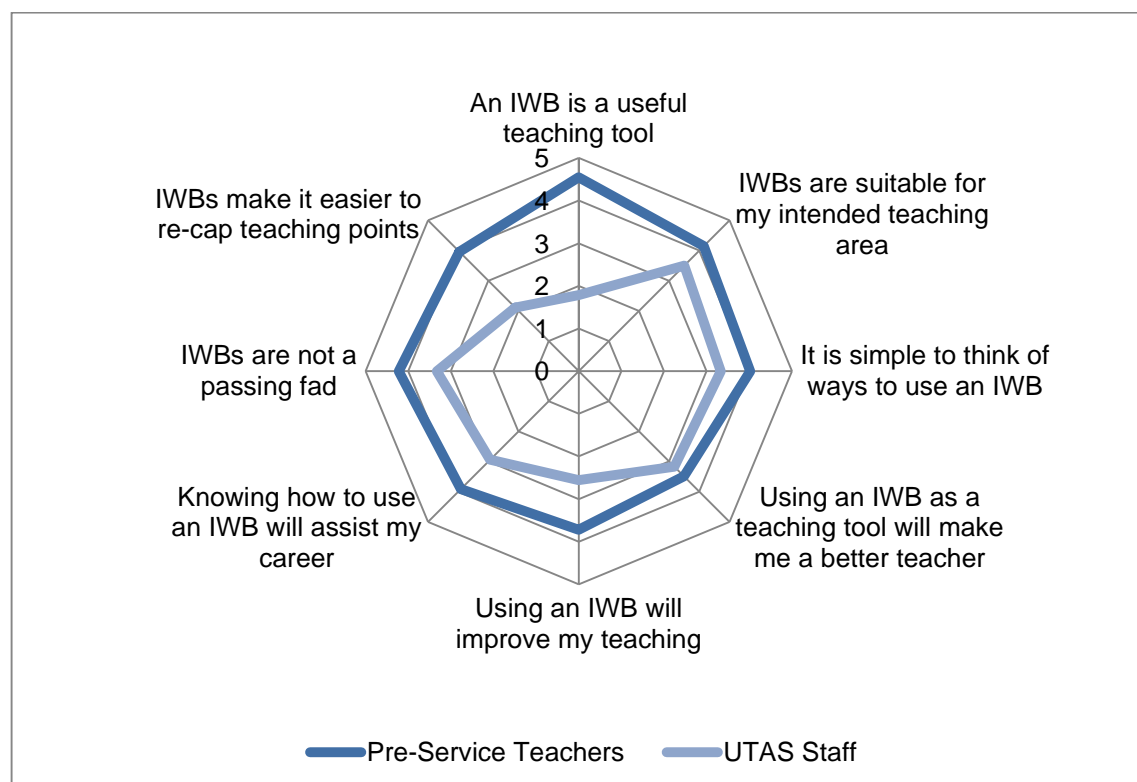 An IWB is a useful
teaching tool
IWBs are suitable for
my intended teaching
area
It is simple to think of
ways to use an IWB
Using an IWB as a
teaching tool will make
me a better teacher
Using an IWB will
improve my teaching
Knowing how to use
an IWB will assist my
career
IWBs are not a
passing fad
IWBs make it easier to
re-cap teaching points
5
4
3
2
1
0
Pre-Service Teachers
UTAS Staff